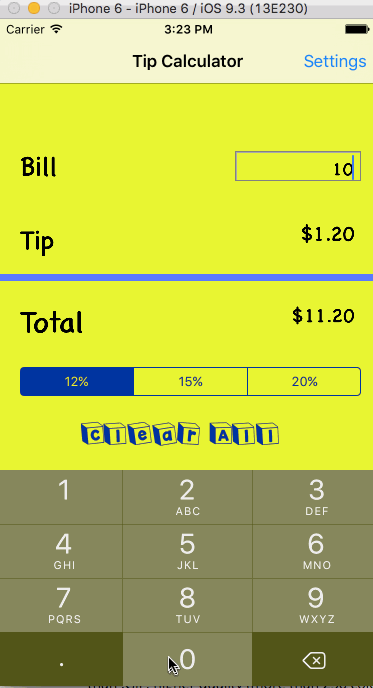 iPhone 6 - iPhone 6 / iOS 9.3 (13E230)
Carrier 3:23 PM
Tip Calculator Settings
Bill 10
Tip $1.20
Total $11.20
12% 15% 20%
Clear All
1 2 3
ABC DEF
4 5 6
GHI JKL MNO
7 8 9
PQRS TUV WXYZ
. 0